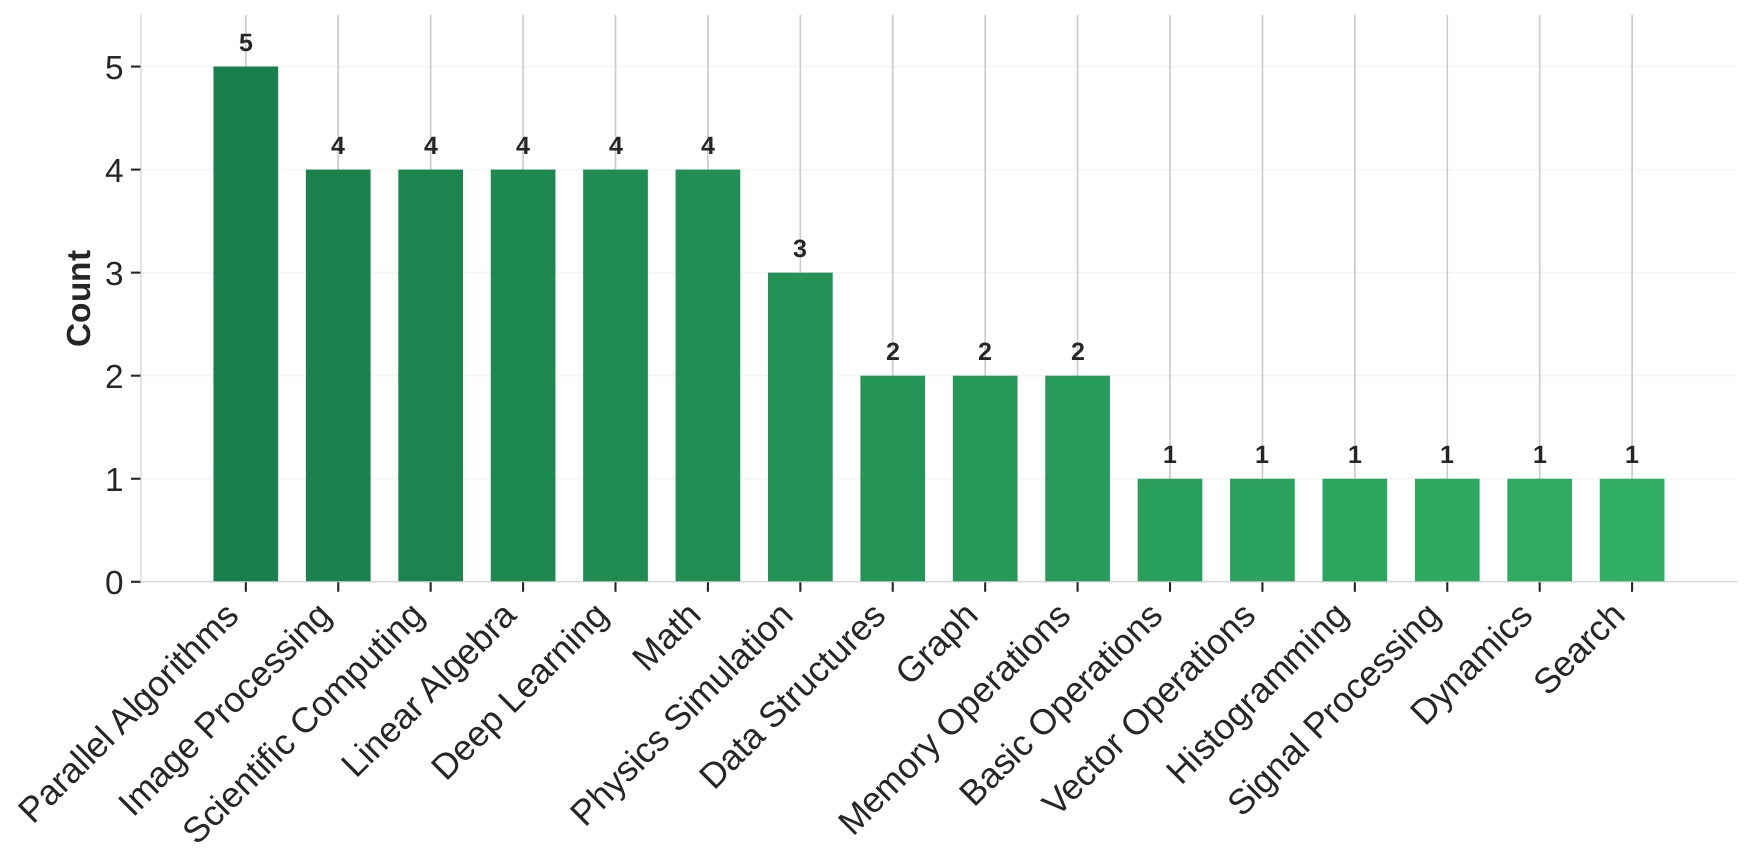 5
4
4
4
4
4
3
2
2
2
1
1
1
1
1
1
5
4
3
2
1
0
Count
Parallel Algorithms
Image Processing
Scientific Computing
Linear Algebra
Deep Learning
Math
Physics Simulation
Data Structures
Graph
Memory Operations
Basic Operations
Vector Operations
Histogramming
Signal Processing
Dynamics
Search